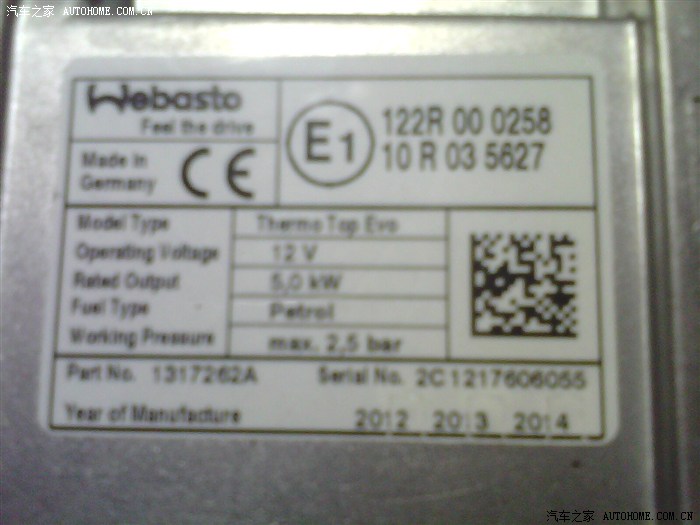 汽车之家 AUTOHOME.COM.CN
Webasto
Feel the drive
Made in
Germany
CE
E1
122R 00 0258
10 R 03 5627
Model Type Thermo Top Evo
Operating Voltage 12 V
Rated Output 5,0 kW
Fuel Type Petrol
Working Pressure max. 2,5 bar
Part No. 1317262A Serial No. 2C1217606055
Year of Manufacture 2012 2013 2014
汽车之家 AUTOHOME.COM.CN